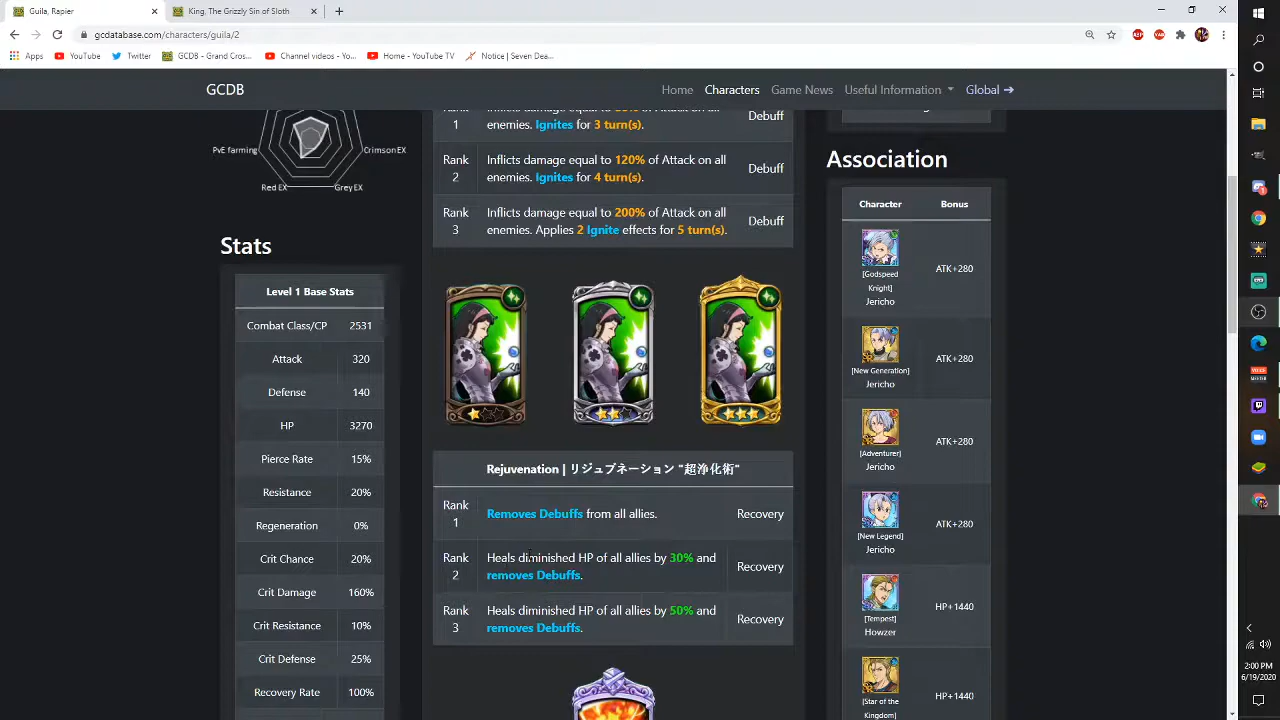 Guila, Rapier
King, The Grizzly Sin of Sloth
gcdatabase.com/characters/guila/2
Apps
YouTube
Twitter
GCDB - Grand Cros...
Channel videos - Yo...
Home - YouTube TV
Notice | Seven Dea...
GCDB
Home
Characters
Game News
Useful Information
Global
PvE farming
Crimson EX
Red EX
Grey EX
Stats
Level 1 Base Stats
Combat Class/CP 2531
Attack 320
Defense 140
HP 3270
Pierce Rate 15%
Resistance 20%
Regeneration 0%
Crit Chance 20%
Crit Damage 160%
Crit Resistance 10%
Crit Defense 25%
Recovery Rate 100%
Rank
1
enemies. Ignites for 3 turn(s).
Debuff
Rank
2
Inflicts damage equal to 120% of Attack on all
enemies. Ignites for 4 turn(s).
Debuff
Rank
3
Inflicts damage equal to 200% of Attack on all
enemies. Applies 2 Ignite effects for 5 turn(s).
Debuff
Rejuvenation | リジュブネーション "超浄化術"
Rank
1
Removes Debuffs from all allies.
Recovery
Rank
2
Heals diminished HP of all allies by 30% and
removes Debuffs.
Recovery
Rank
3
Heals diminished HP of all allies by 50% and
removes Debuffs.
Recovery
Association
Character Bonus
[Godspeed
Knight]
Jericho
ATK+280
[New Generation]
Jericho
ATK+280
[Adventurer]
Jericho
ATK+280
[New Legend]
Jericho
ATK+280
[Tempest]
Howzer
HP+1440
[Star of the
Kingdom]
HP+1440
2:00 PM
6/19/2020